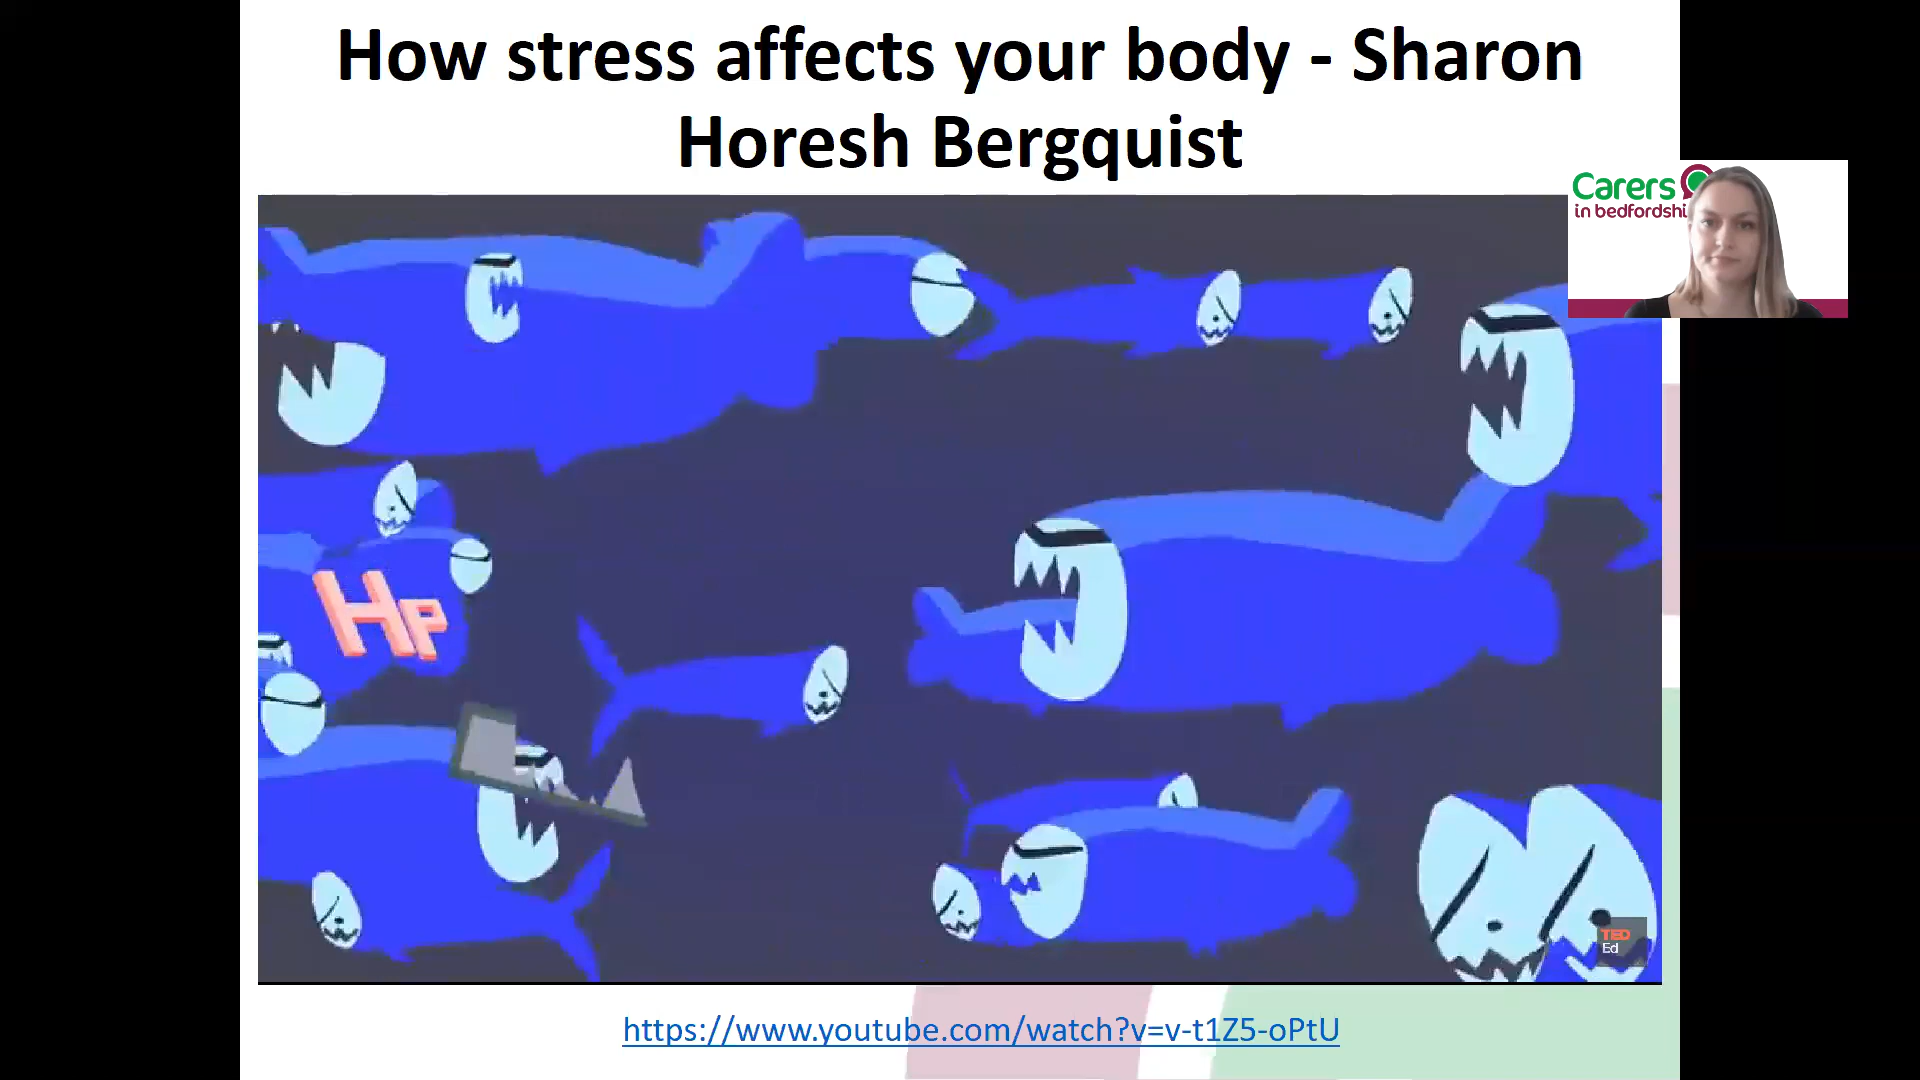 How stress affects your body - Sharon
Horesh Bergquist
Carers
in bedfordshi
Hp
TED
Ed
https://www.youtube.com/watch?v=v-t1Z5-oPtU